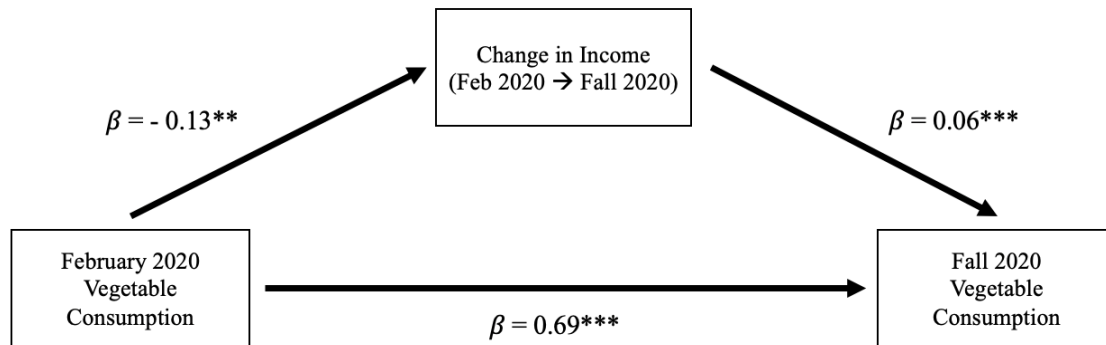 Change in Income
(Feb 2020 → Fall 2020)
β = - 0.13**
β = 0.06***
February 2020
Vegetable
Consumption
β = 0.69***
Fall 2020
Vegetable
Consumption